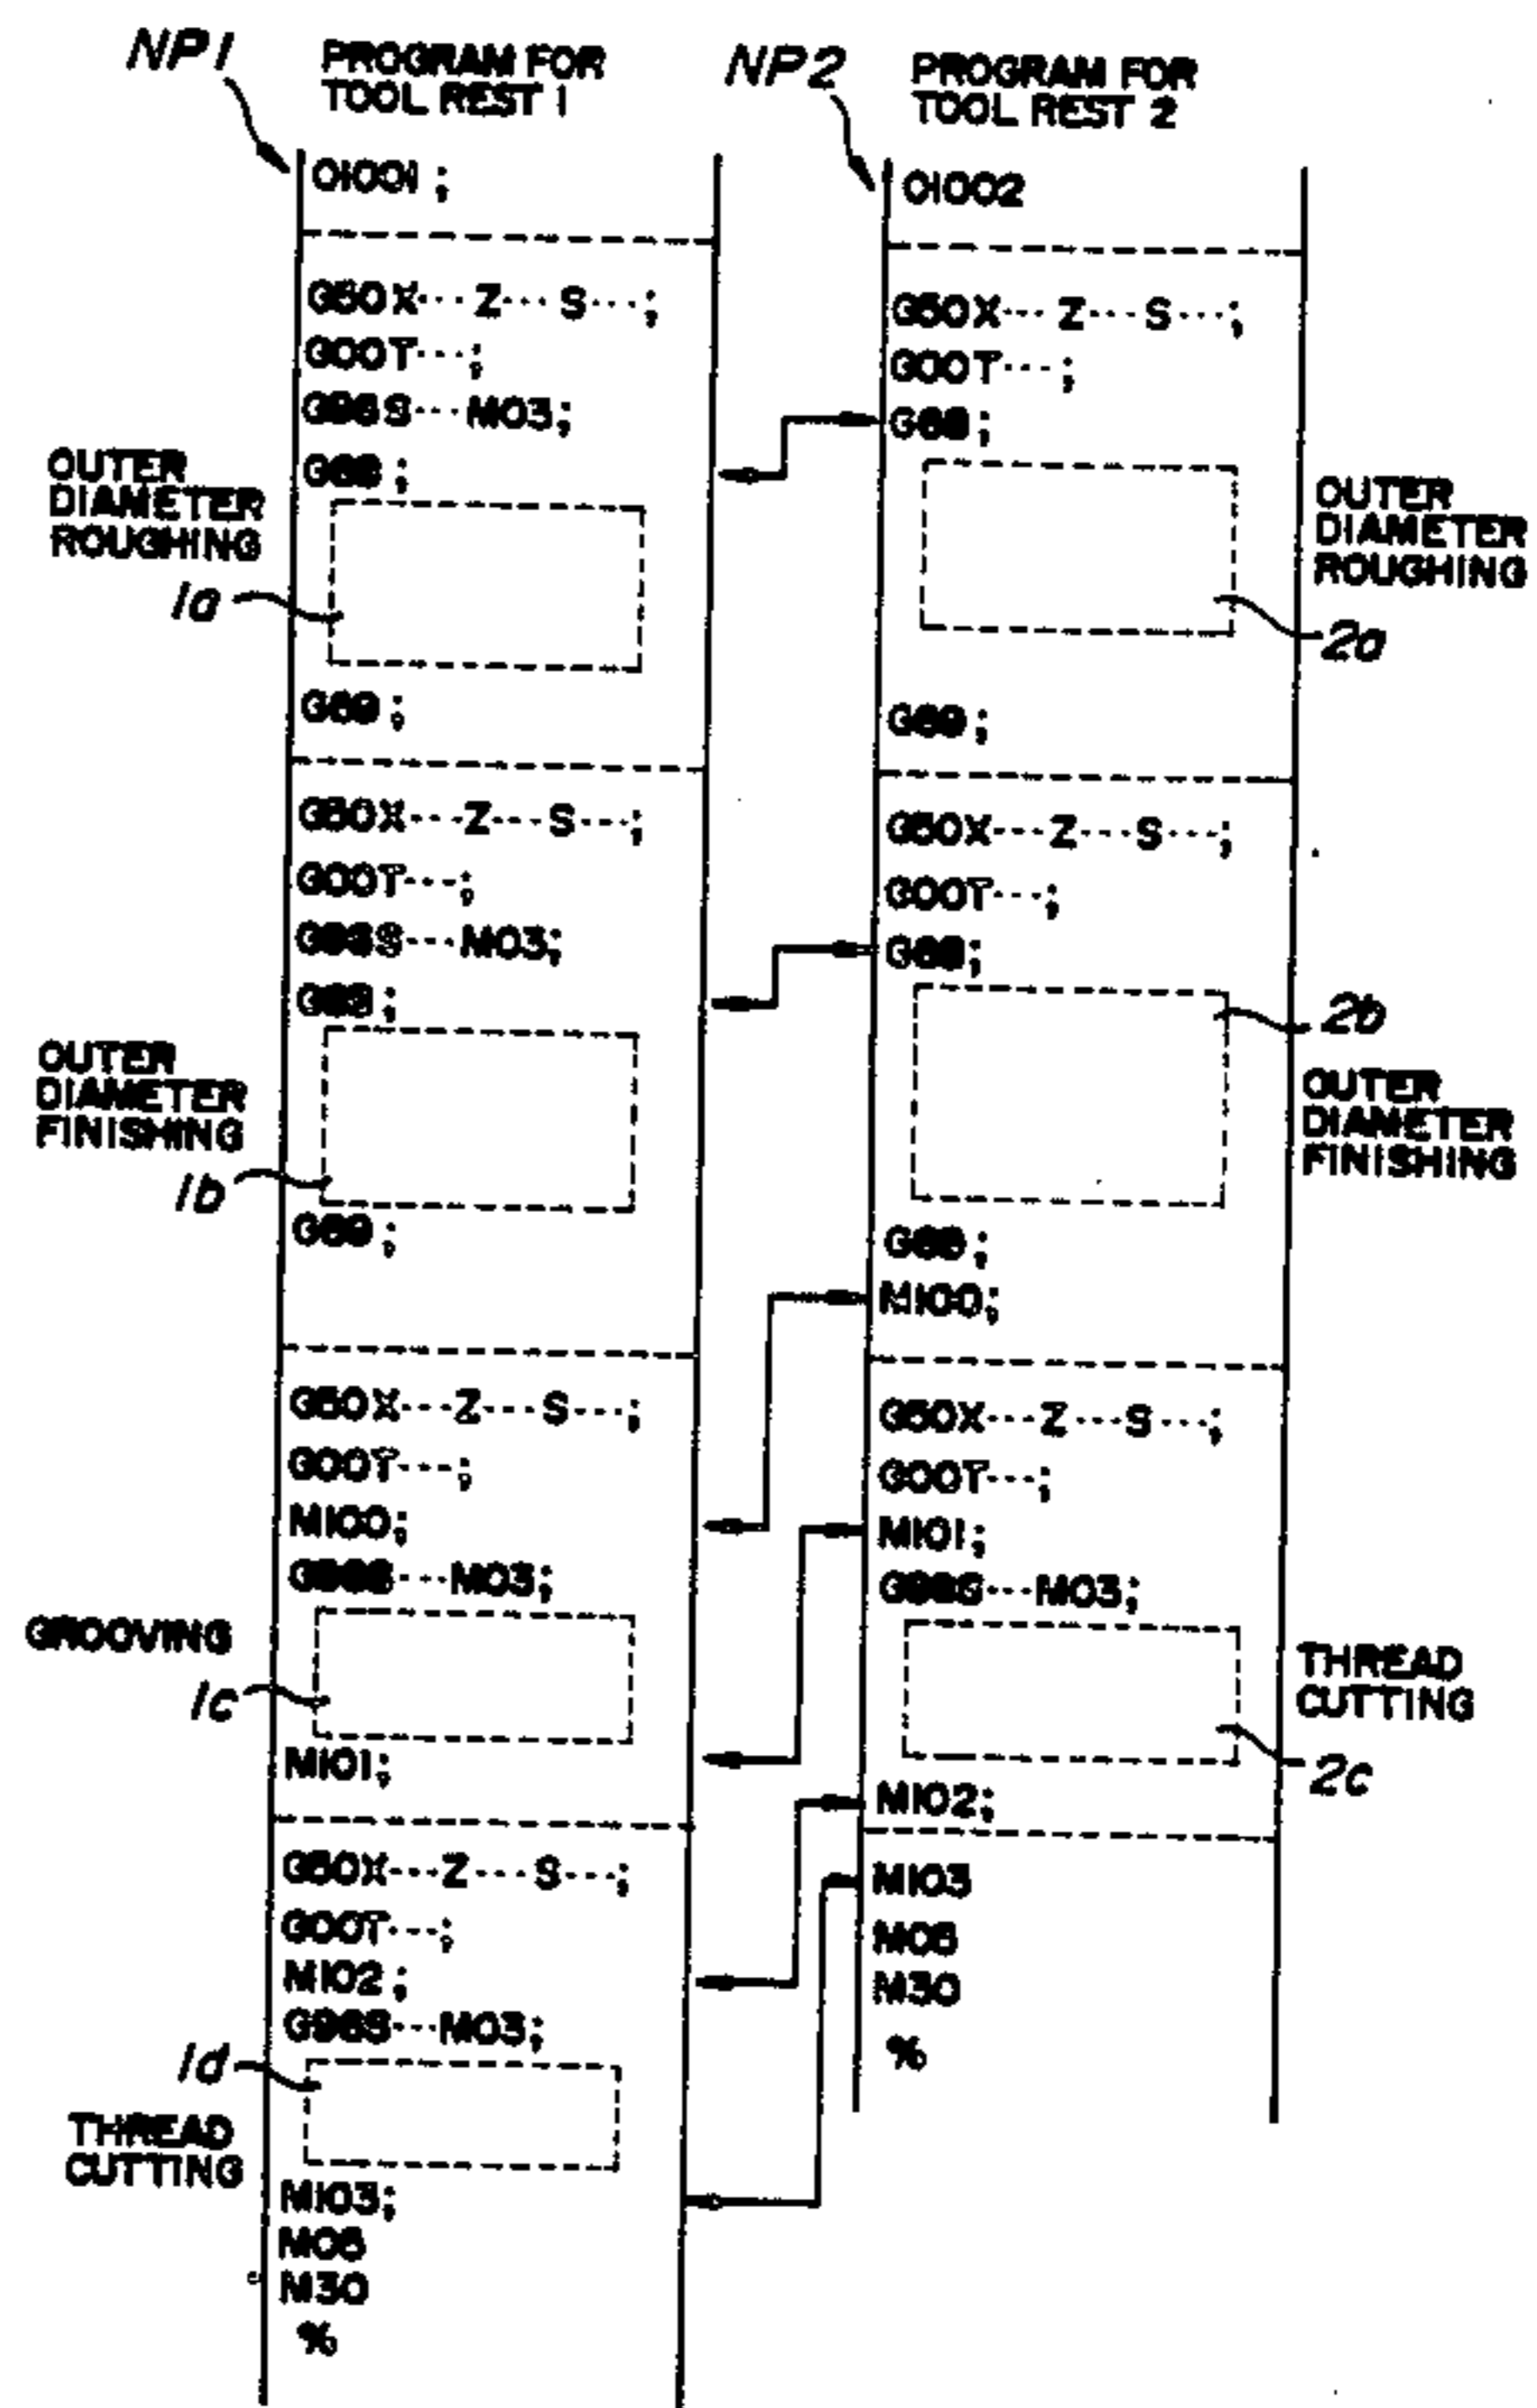 NP1
PROGRAM FOR
TOOL REST 1
O1001;
G50X---Z---S---;
G00T---;
G96S---M03;
G68;
OUTER
DIAMETER
ROUGHING
1a
G69;
G50X---Z---S---;
G00T---;
G96S---M03;
G68;
OUTER
DIAMETER
FINISHING
1b
G69;
G50X---Z---S---;
G00T---;
M100;
G96S---M03;
GROOVING
1c
M101;
G50X---Z---S---;
G00T---;
M102;
G96S---M03;
1d
THREAD
CUTTING
M103;
M30
%
NP2
PROGRAM FOR
TOOL REST 2
O1002
G50X---Z---S---;
G00T---;
G68;
OUTER
DIAMETER
ROUGHING
2a
G69;
G50X---Z---S---;
G00T---;
G68;
2b
OUTER
DIAMETER
FINISHING
M100;
G50X---Z---S---;
G00T---;
M101;
G96S---M03;
THREAD
CUTTING
2c
M102;
M103
M30
%